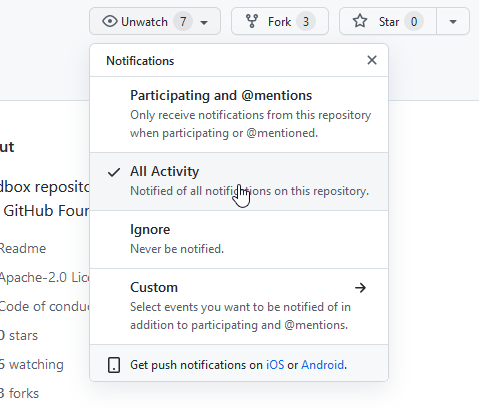 Unwatch 7 Fork 3 Star 0
Notifications
Participating and @mentions
Only receive notifications from this repository
when participating or @mentioned.
All Activity
Notified of all notifications on this repository.
Ignore
Never be notified.
Custom
Select events you want to be notified of in
addition to participating and @mentions.
Get push notifications on iOS or Android.
ut
dbox reposito
GitHub Four
Readme
Apache-2.0 Lic
Code of condu
0 stars
5 watching
3 forks